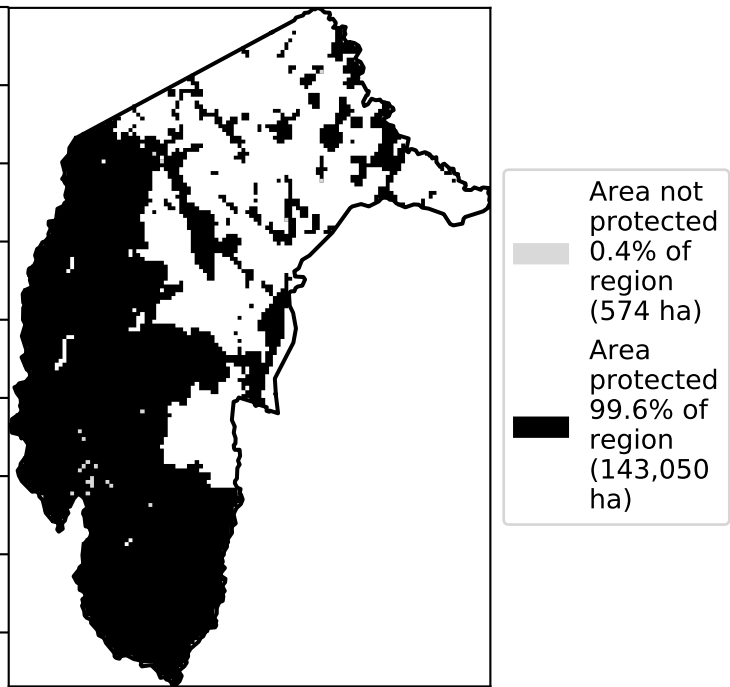 Area not
protected
0.4% of
region
(574 ha)
Area
protected
99.6% of
region
(143,050
ha)